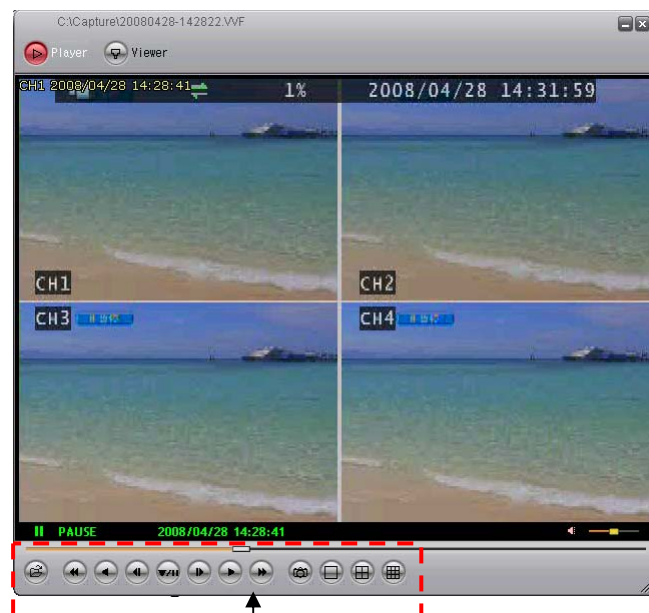 C:\Capture\20080428-142822.VVF
Player Viewer
CH1 2008/04/28 14:28:41 1% 2008/04/28 14:31:59
CH1
CH2
CH3
CH4
PAUSE 2008/04/28 14:28:41